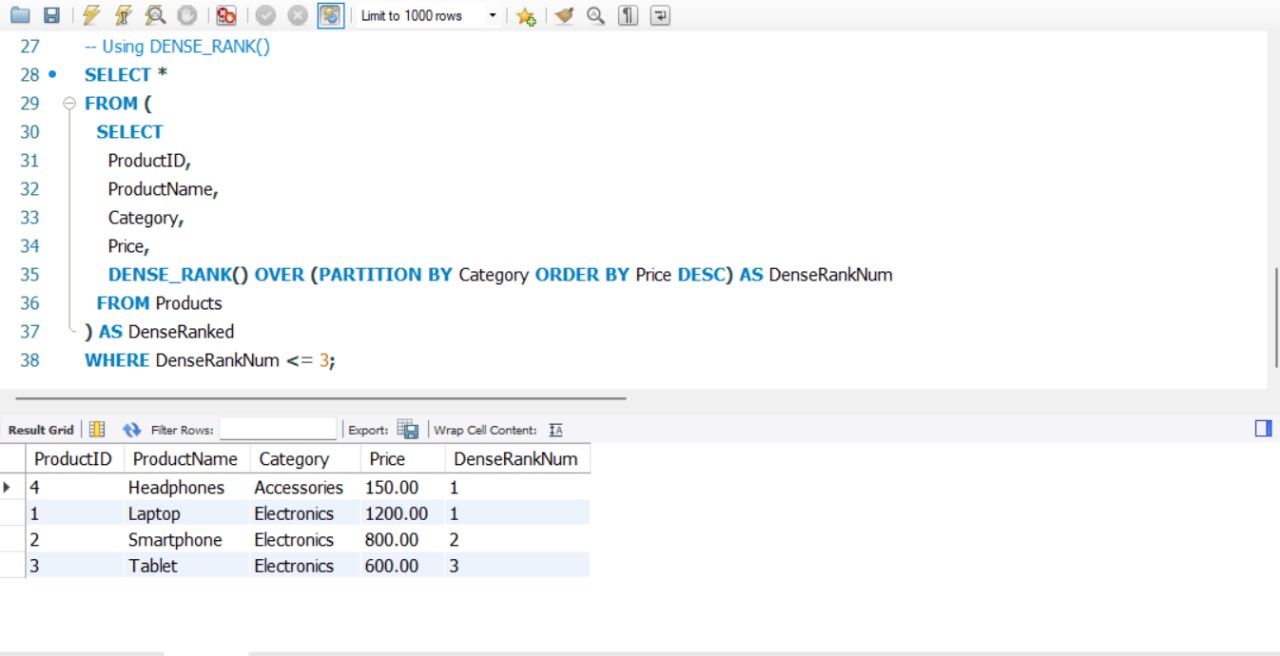 Limit to 1000 rows
27 -- Using DENSE_RANK()
28 SELECT *
29 FROM (
30 SELECT
31 ProductID,
32 ProductName,
33 Category,
34 Price,
35 DENSE_RANK() OVER (PARTITION BY Category ORDER BY Price DESC) AS DenseRankNum
36 FROM Products
37 ) AS DenseRanked
38 WHERE DenseRankNum <= 3;
Result Grid Filter Rows: Export: Wrap Cell Content: IA
ProductID ProductName Category Price DenseRankNum
4 Headphones Accessories 150.00 1
1 Laptop Electronics 1200.00 1
2 Smartphone Electronics 800.00 2
3 Tablet Electronics 600.00 3